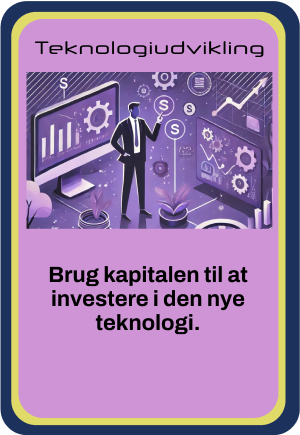 Teknologiudvikling
S
S
S
S
Brug kapitalen til at
investere i den nye
teknologi.